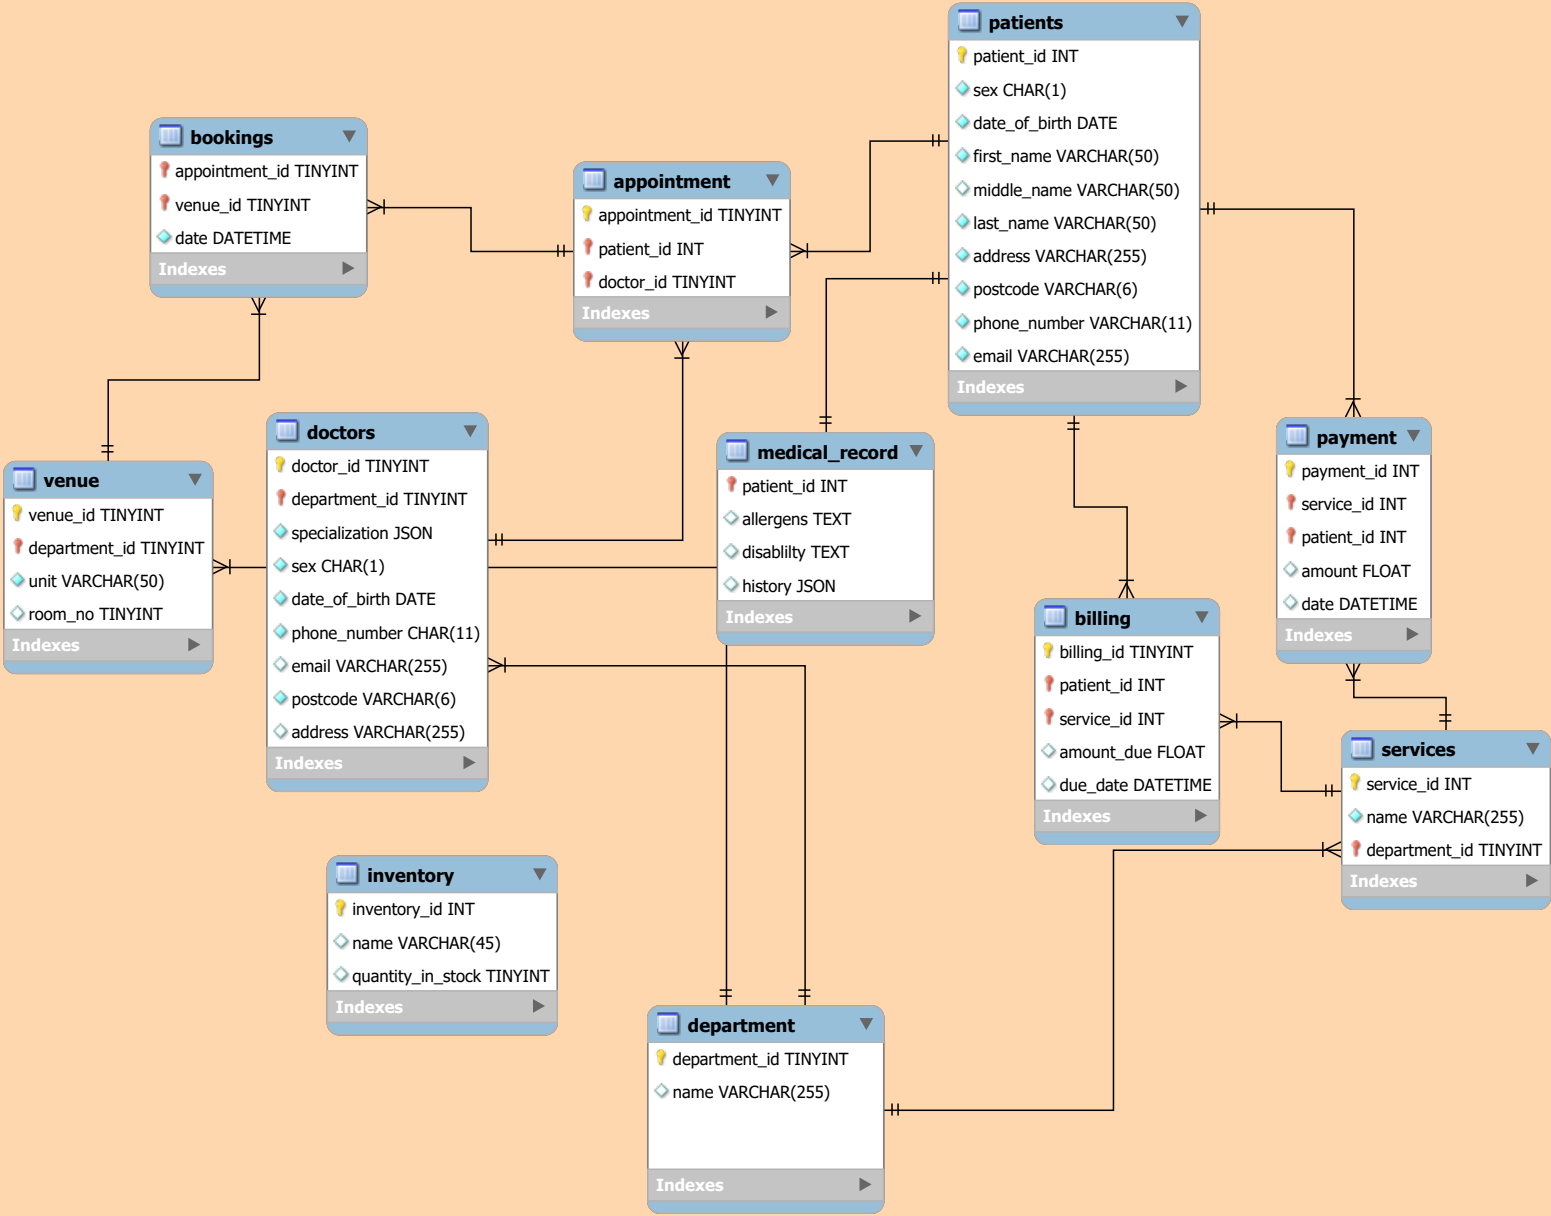 patients
patient_id INT
sex CHAR(1)
date_of_birth DATE
first_name VARCHAR(50)
middle_name VARCHAR(50)
last_name VARCHAR(50)
address VARCHAR(255)
postcode VARCHAR(6)
phone_number VARCHAR(11)
email VARCHAR(255)
Indexes
bookings
appointment_id TINYINT
venue_id TINYINT
date DATETIME
Indexes
appointment
appointment_id TINYINT
patient_id INT
doctor_id TINYINT
Indexes
doctors
doctor_id TINYINT
department_id TINYINT
specialization JSON
sex CHAR(1)
date_of_birth DATE
phone_number CHAR(11)
email VARCHAR(255)
postcode VARCHAR(6)
address VARCHAR(255)
Indexes
medical_record
patient_id INT
allergens TEXT
disablilty TEXT
history JSON
Indexes
payment
payment_id INT
service_id INT
patient_id INT
amount FLOAT
date DATETIME
Indexes
venue
venue_id TINYINT
department_id TINYINT
unit VARCHAR(50)
room_no TINYINT
Indexes
billing
billing_id TINYINT
patient_id INT
service_id INT
amount_due FLOAT
due_date DATETIME
Indexes
services
service_id INT
name VARCHAR(255)
department_id TINYINT
Indexes
inventory
inventory_id INT
name VARCHAR(45)
quantity_in_stock TINYINT
Indexes
department
department_id TINYINT
name VARCHAR(255)
Indexes